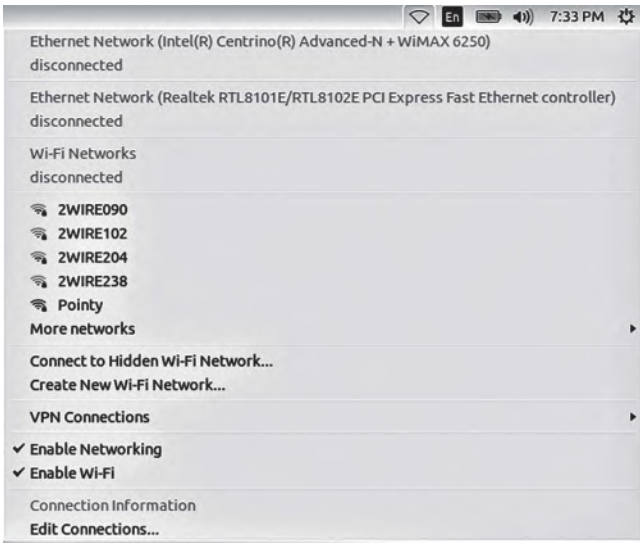 En 7:33 PM
Ethernet Network (Intel(R) Centrino(R) Advanced-N + WiMAX 6250)
disconnected
Ethernet Network (Realtek RTL8101E/RTL8102E PCI Express Fast Ethernet controller)
disconnected
Wi-Fi Networks
disconnected
2WIRE090
2WIRE102
2WIRE204
2WIRE238
Pointy
More networks
Connect to Hidden Wi-Fi Network...
Create New Wi-Fi Network...
VPN Connections
Enable Networking
Enable Wi-Fi
Connection Information
Edit Connections...